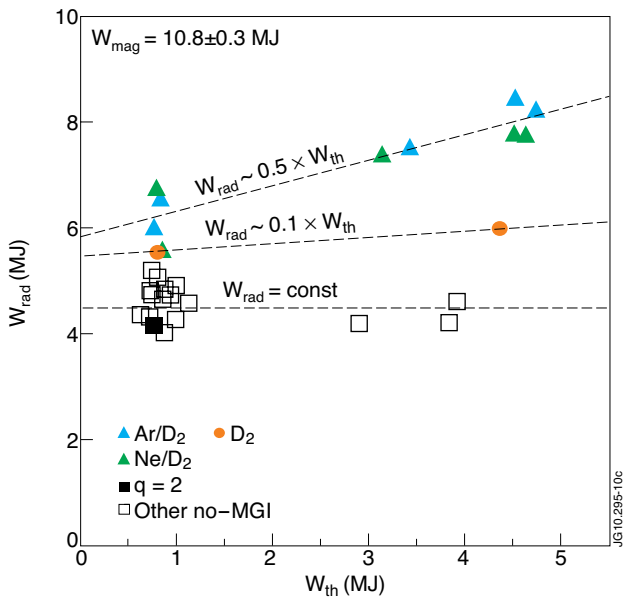 W_mag = 10.8±0.3 MJ
10
8
6
4
2
0
W_rad (MJ)
W_rad ~ 0.5 × W_th
W_rad ~ 0.1 × W_th
W_rad = const
Ar/D₂
D₂
Ne/D₂
q = 2
Other no−MGI
0
1
2
3
4
5
W_th (MJ)
JG10.295-10c